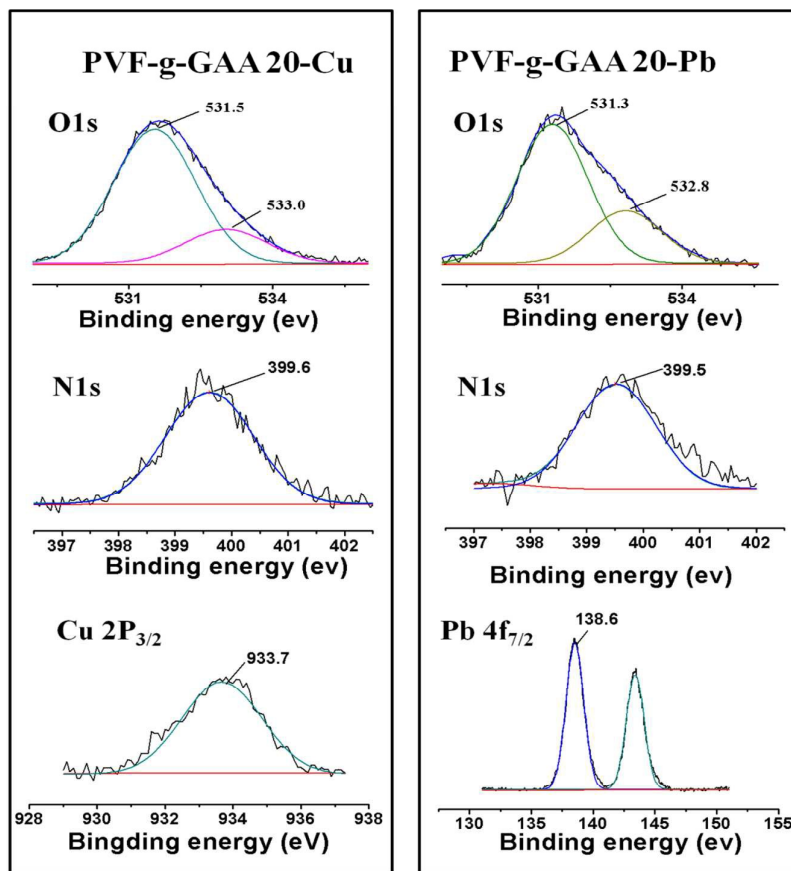 PVF-g-GAA 20-Cu
O1s
531.5
533.0
531 534
Binding energy (ev)
N1s
399.6
397 398 399 400 401 402
Binding energy (ev)
Cu 2P3/2
933.7
928 930 932 934 936 938
Bingding energy (eV)
PVF-g-GAA 20-Pb
O1s
531.3
532.8
531 534
Binding energy (ev)
N1s
399.5
397 398 399 400 401 402
Binding energy (ev)
Pb 4f7/2
138.6
130 135 140 145 150 155
Binding energy (ev)